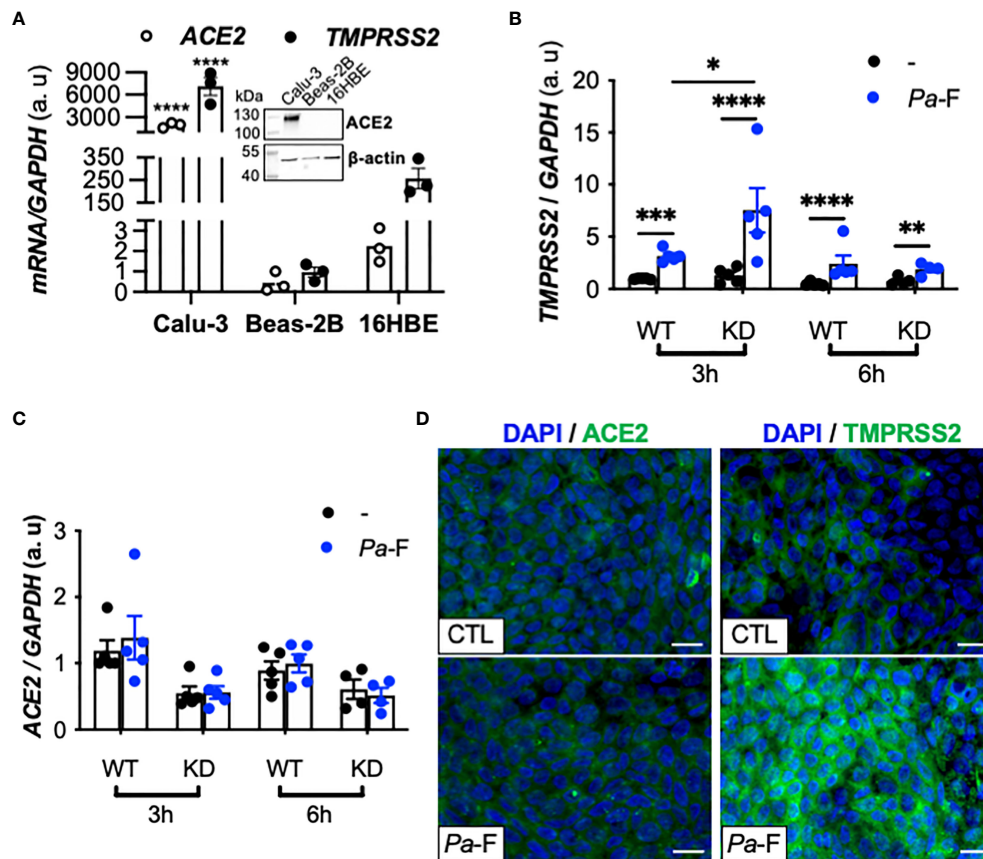 A
○ ACE2 ● TMPRSS2
mRNA/GAPDH (a. u)
9000
6000
3000
350
250
150
3
2
1
0
****
****
kDa
Calu-3
Beas-2B
16HBE
130
100
ACE2
55
40
β-actin
Calu-3 Beas-2B 16HBE
B
TMPRSS2 / GAPDH (a. u)
20
15
10
5
0
*
***
****
****
**
-
Pa-F
WT KD WT KD
3h 6h
C
ACE2 / GAPDH (a. u)
3
2
1
0
-
Pa-F
WT KD WT KD
3h 6h
D
DAPI / ACE2 DAPI / TMPRSS2
CTL CTL
Pa-F Pa-F